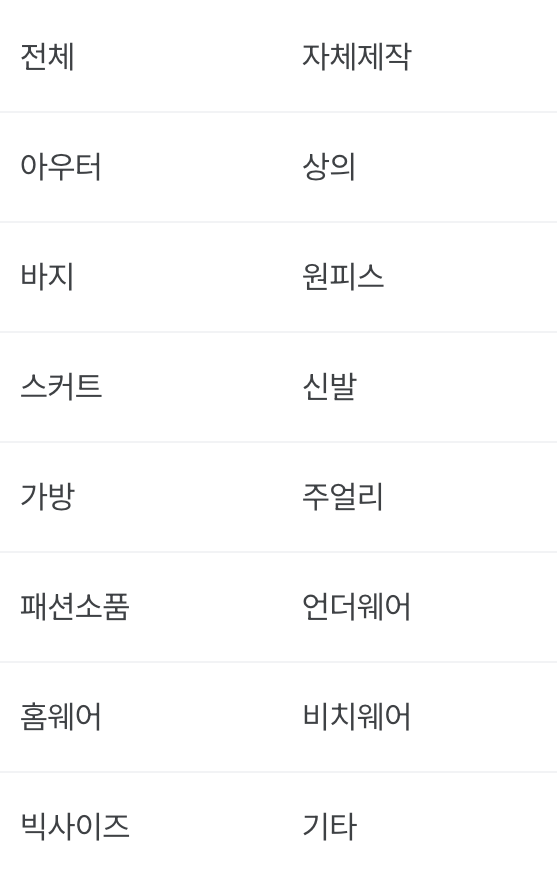 전체
자체제작
아우터
상의
바지
원피스
스커트
신발
가방
주얼리
패션소품
언더웨어
홈웨어
비치웨어
빅사이즈
기타